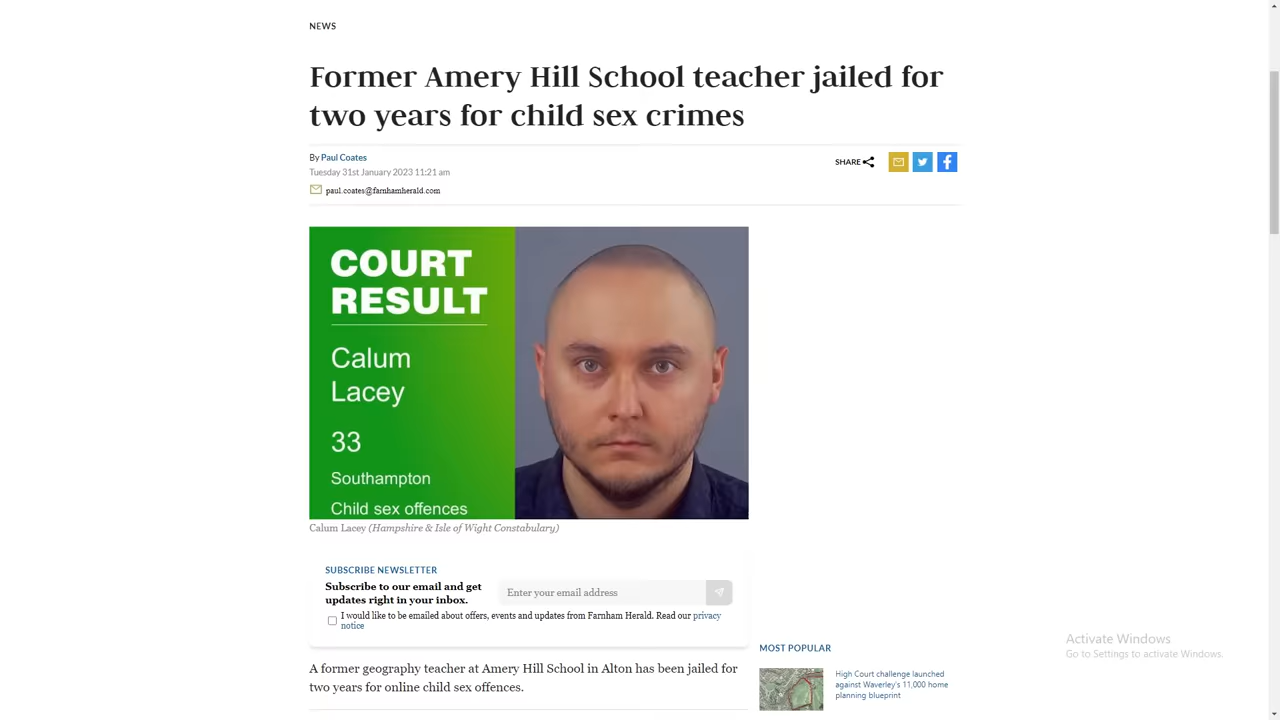 NEWS
Former Amery Hill School teacher jailed for
two years for child sex crimes
By Paul Coates
Tuesday 31st January 2023 11:21 am
paul.coates@farnhamherald.com
SHARE
COURT
RESULT
Calum
Lacey
33
Southampton
Child sex offences
Calum Lacey (Hampshire & Isle of Wight Constabulary)
SUBSCRIBE NEWSLETTER
Subscribe to our email and get
updates right in your inbox.
Enter your email address
I would like to be emailed about offers, events and updates from Farnham Herald. Read our privacy
notice
A former geography teacher at Amery Hill School in Alton has been jailed for
two years for online child sex offences.
MOST POPULAR
High Court challenge launched
against Waverley's 11,000 home
planning blueprint
Activate Windows
Go to Settings to activate Windows.